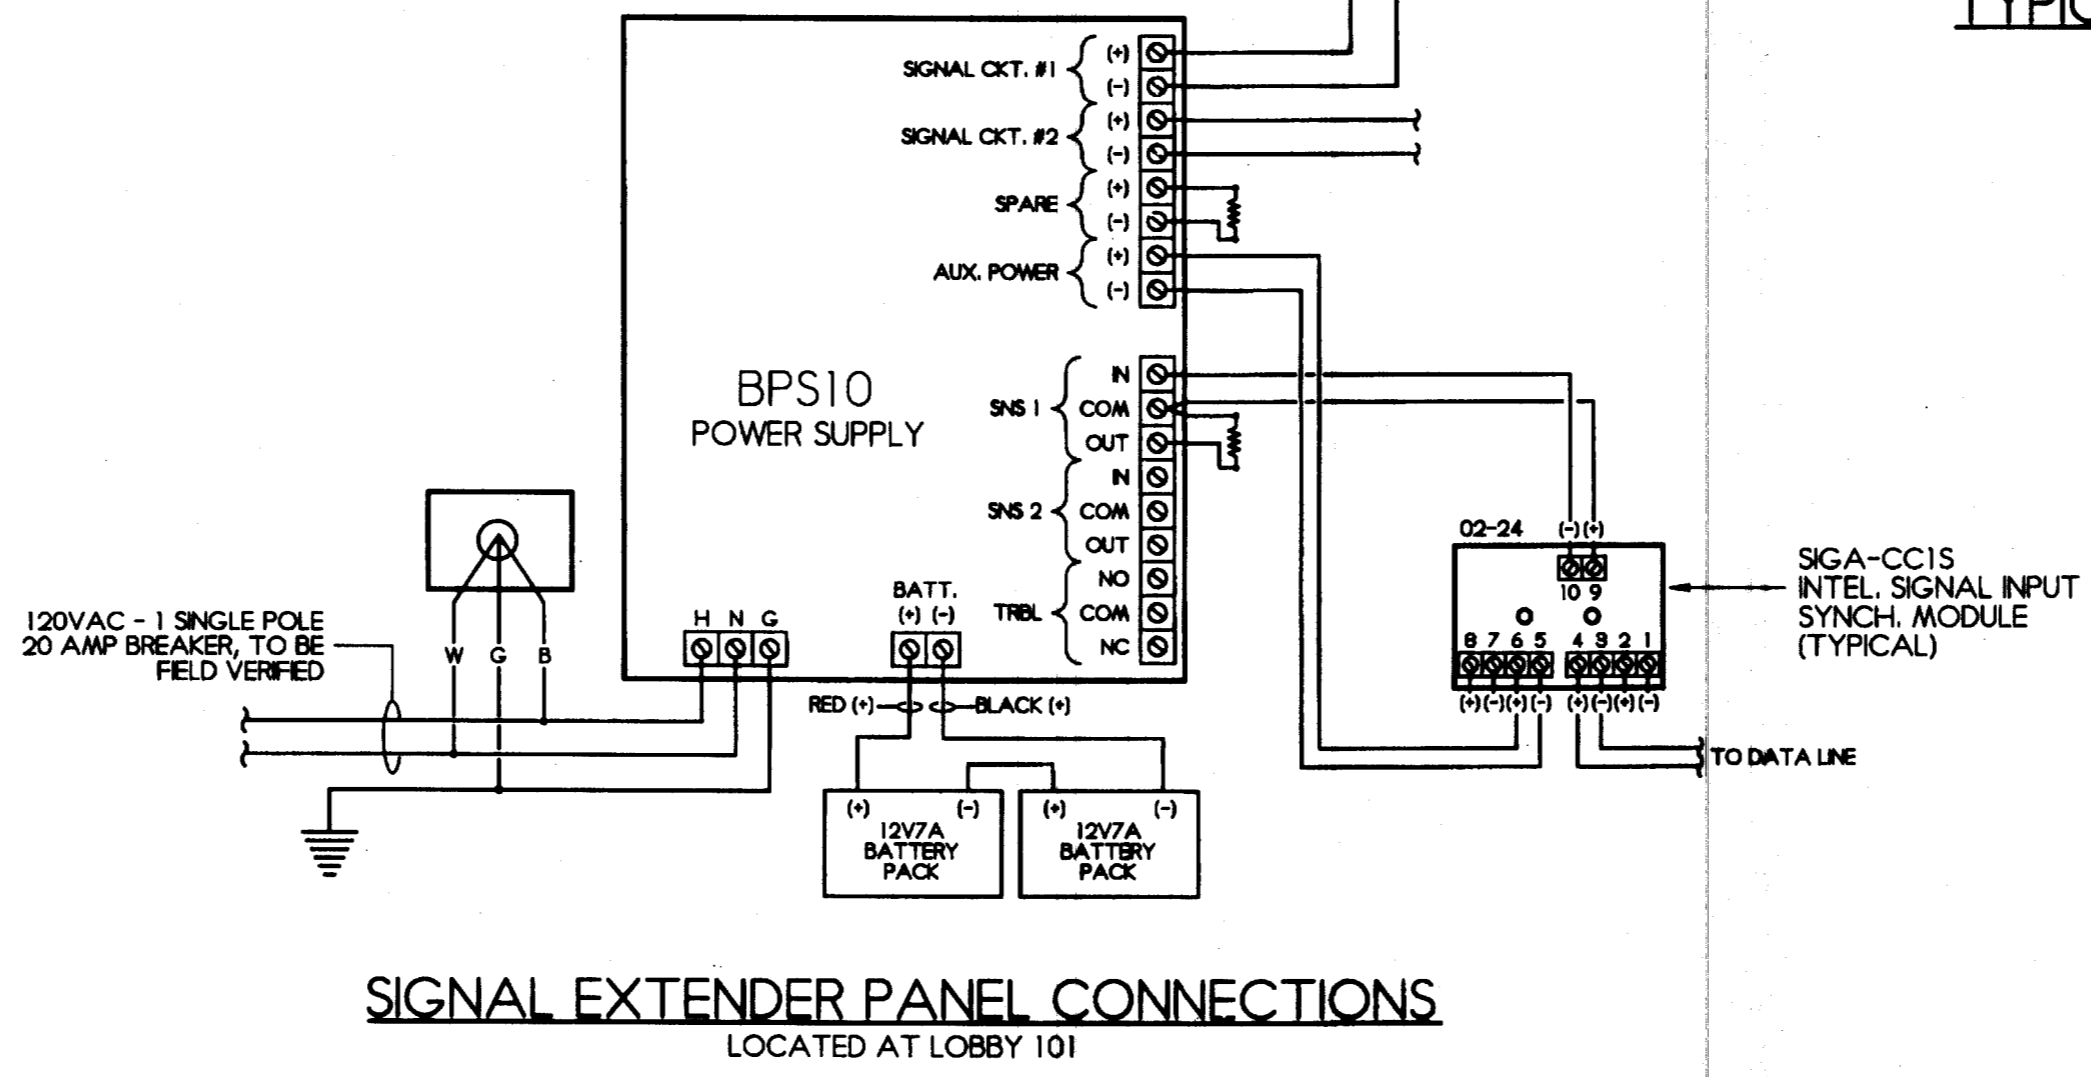 TYPIC
SIGNAL CKT. #1
(+)
(-)
SIGNAL CKT. #2
(+)
(-)
SPARE
(+)
(-)
AUX. POWER
(+)
(-)
BPS10
POWER SUPPLY
SNS 1
IN
COM
OUT
SNS 2
IN
COM
OUT
TRBL
NO
COM
NC
BATT.
(+) (-)
H N G
120VAC - 1 SINGLE POLE
20 AMP BREAKER, TO BE
FIELD VERIFIED
W G B
RED (+)
BLACK (+)
(+) (-)
12V7A
BATTERY
PACK
(+) (-)
12V7A
BATTERY
PACK
02-24 (-) (+)
10 9
8 7 6 5 4 3 2 1
(+) (-) (+) (-) (+) (-) (+) (-)
SIGA-CC1S
INTEL. SIGNAL INPUT
SYNCH. MODULE
(TYPICAL)
TO DATA LINE
SIGNAL EXTENDER PANEL CONNECTIONS
LOCATED AT LOBBY 101